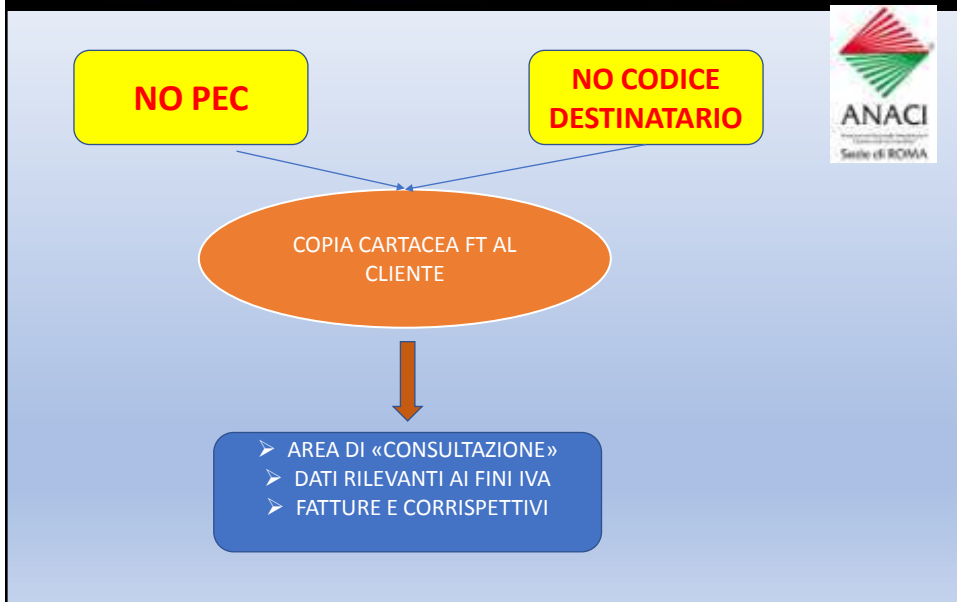 NO PEC
NO CODICE
DESTINATARIO
ANACI
Sede di ROMA
COPIA CARTACEA FT AL
CLIENTE
➢ AREA DI «CONSULTAZIONE»
➢ DATI RILEVANTI AI FINI IVA
➢ FATTURE E CORRISPETTIVI